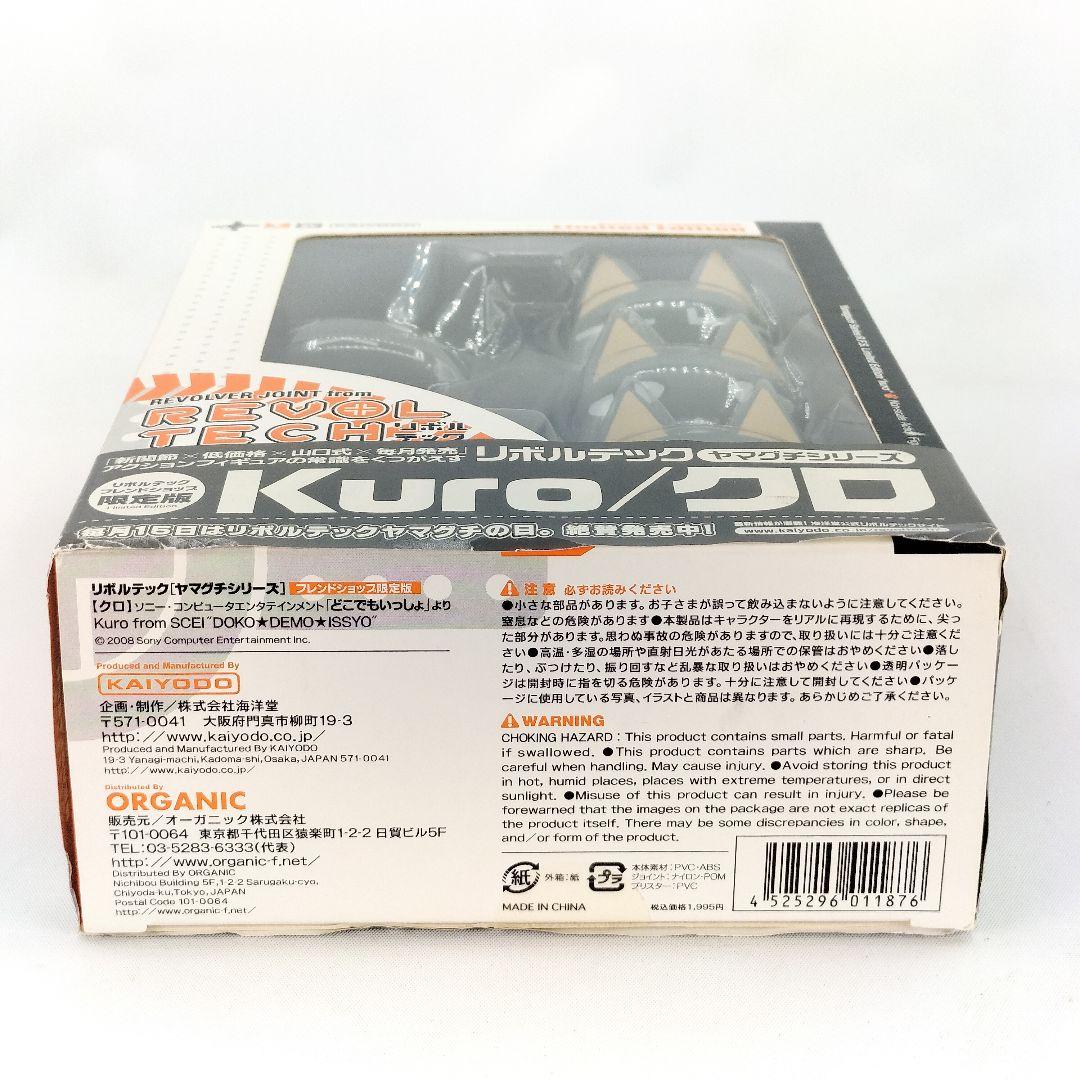 Limited Edition
REVOLVER JOINT from
REVOL
TECH
リボル
テック
「新関節×低価格×山口式×毎月発売」
アクションフィギュアの常識をくつがえす
リボルテック ヤマグチシリーズ
リボルテック
フレンドショップ
限定版
Limited Edition
Kuro/クロ
毎月15日はリボルテックヤマグチの日。絶賛発売中!
最新情報が満載!海洋堂公式リボルテックサイト
www.kaiyodo.co.jp/
リボルテック[ヤマグチシリーズ] フレンドショップ限定版
【クロ】ソニー・コンピュータエンタテインメント「どこでもいっしょ」より
Kuro from SCEI"DOKO★DEMO★ISSYO"
© 2008 Sony Computer Entertainment Inc.
Produced and Manufactured By
KAIYODO
企画・制作/株式会社海洋堂
〒571-0041 大阪府門真市柳町19-3
http://www.kaiyodo.co.jp/
Produced and Manufactured By KAIYODO
19-3 Yanagi-machi, Kadoma-shi, Osaka, JAPAN 571-0041
http://www.kaiyodo.co.jp/
Distributed By
ORGANIC
販売元/オーガニック株式会社
〒101-0064 東京都千代田区猿楽町1-2-2 日貿ビル5F
TEL:03-5283-6333(代表)
http://www.organic-f.net/
Distributed By ORGANIC
Nichibou Building 5F,1-2-2 Sarugaku-cyo,
Chiyoda-ku,Tokyo, JAPAN
Postal Code 101-0064
http://www.organic-f.net/
注意 必ずお読みください
●小さな部品があります。お子さまが誤って飲み込まないように注意してください。
窒息などの危険があります●本製品はキャラクターをリアルに再現するために、尖っ
た部分があります。思わぬ事故の危険がありますので、取り扱いには十分ご注意くださ
い●高温・多湿の場所や直射日光があたる場所での保管はおやめください●落し
たり、ぶつけたり、振り回すなど乱暴な取り扱いはおやめください●透明パッケー
ジは開封時に指を切る危険があります。十分に注意して開封してください●パッケ
ージに使用している写真、イラストと商品は異なります。あらかじめご了承ください。
WARNING
CHOKING HAZARD : This product contains small parts. Harmful or fatal
if swallowed. ●This product contains parts which are sharp. Be
careful when handling. May cause injury. ●Avoid storing this product
in hot, humid places, places with extreme temperatures, or in direct
sunlight. ●Misuse of this product can result in injury. ●Please be
forewarned that the images on the package are not exact replicas of
the product itself. There may be some discrepancies in color, shape,
and/or form of the product.
紙 外箱:紙 プラ
本体素材:PVC・ABS
ジョイント:ナイロン・POM
ブリスター:PVC
MADE IN CHINA
税込価格1,995円
4 525296 011876